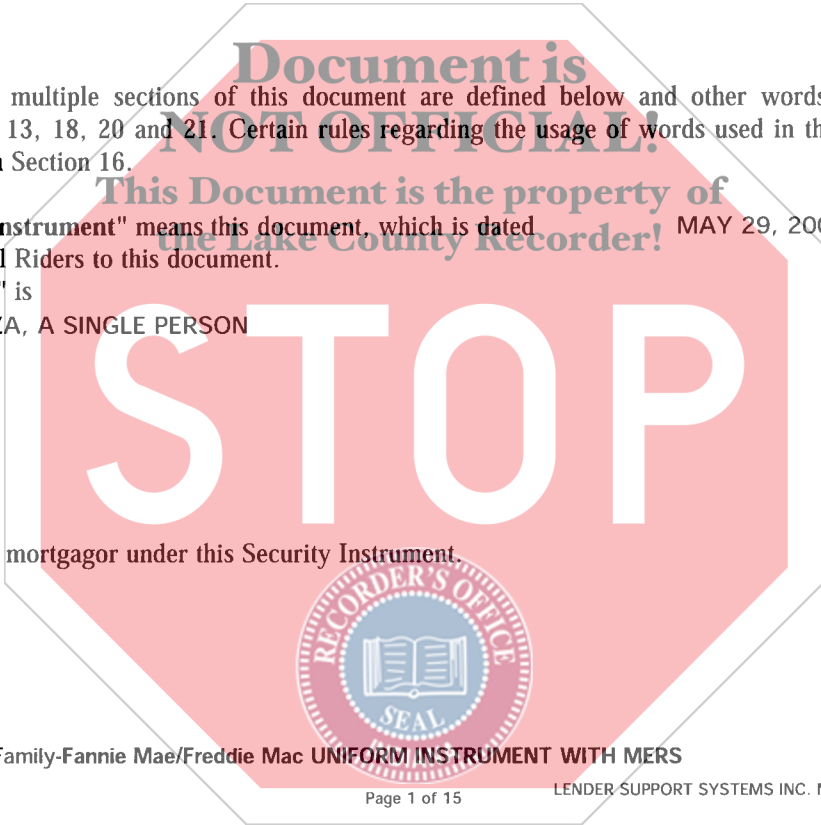 Document is
multiple sections of this document are defined below and other words
13, 18, 20 and 21. Certain rules regarding the usage of words used in th
NOT OFFICIAL!
Section 16.
This Document is the property of
nstrument" means this document, which is dated MAY 29, 200
the Lake County Recorder!
l Riders to this document.
" is
ZA, A SINGLE PERSON
STOP
mortgagor under this Security Instrument.
RECORDER'S OFFICE
SEAL
Family-Fannie Mae/Freddie Mac UNIFORM INSTRUMENT WITH MERS
Page 1 of 15
LENDER SUPPORT SYSTEMS INC. M